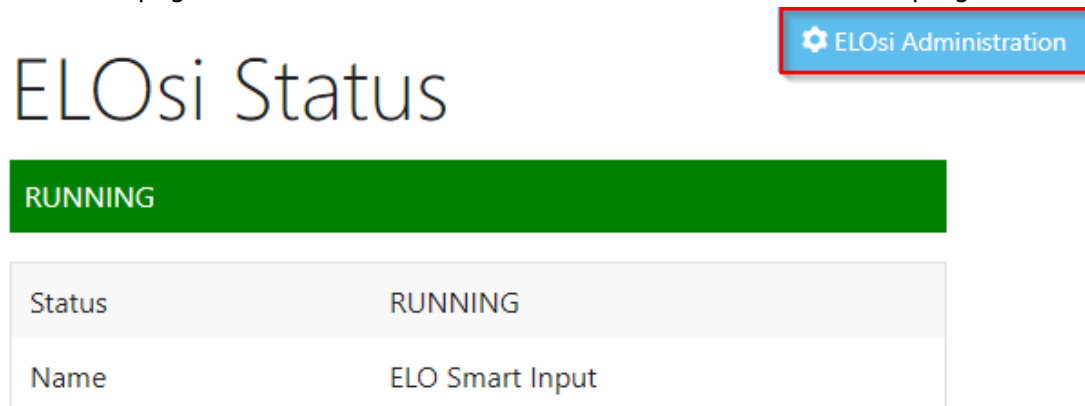 ELOsi Administration
ELOsi Status
RUNNING
Status RUNNING
Name ELO Smart Input